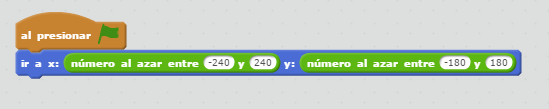 al presionar
ir a x: número al azar entre -240 y 240 y: número al azar entre -180 y 180